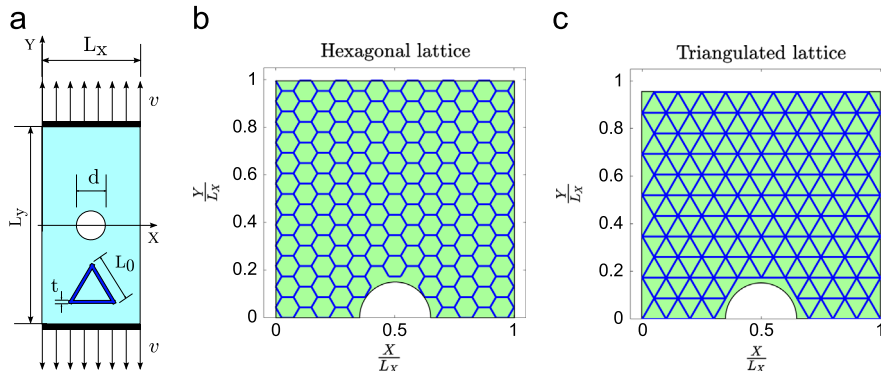 a
Y
L_X
v
L_y
d
X
t
L_0
v
b
Hexagonal lattice
1
0.8
0.6
0.4
0.2
0
Y/L_X
0
0.5
1
X/L_X
c
Triangulated lattice
1
0.8
0.6
0.4
0.2
0
Y/L_X
0
0.5
1
X/L_X